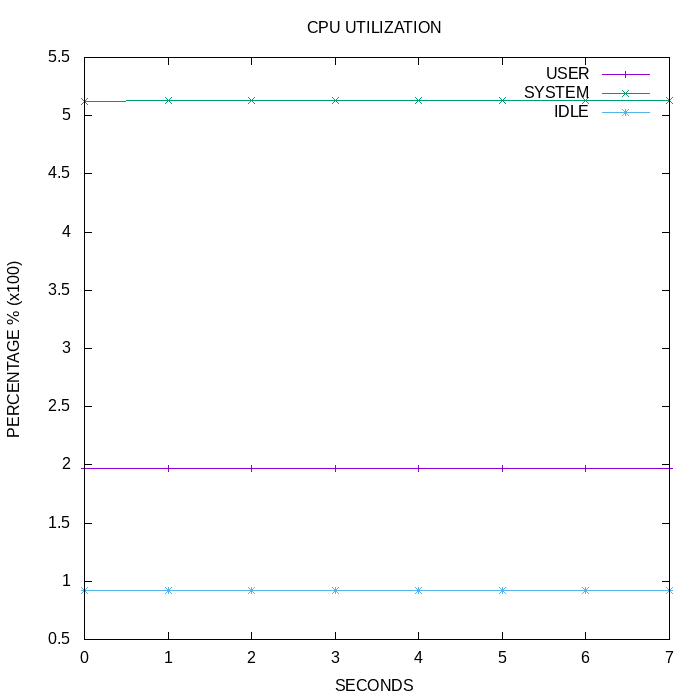 CPU UTILIZATION
USER
SYSTEM
IDLE
PERCENTAGE % (x100)
5.5
5
4.5
4
3.5
3
2.5
2
1.5
1
0.5
0 1 2 3 4 5 6 7
SECONDS